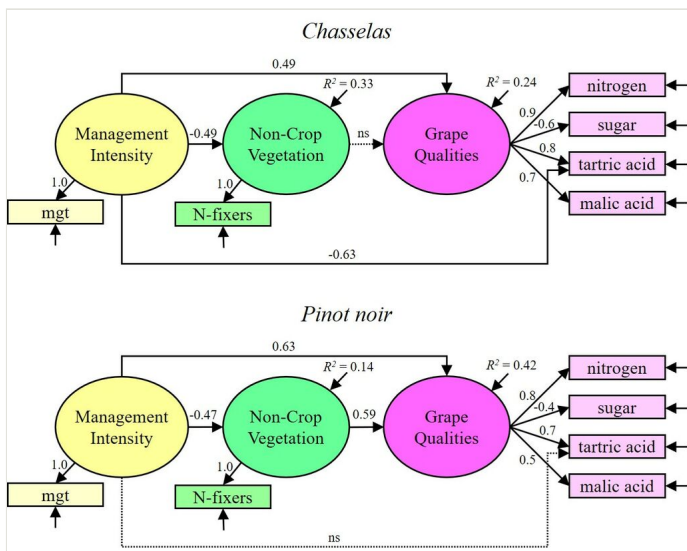 Chasselas
0.49
R² = 0.33
R² = 0.24
nitrogen
Management
Intensity
-0.49
Non-Crop
Vegetation
ns
Grape
Qualities
0.9
-0.6
0.8
0.7
sugar
tartric acid
malic acid
1.0
mgt
1.0
N-fixers
-0.63
Pinot noir
0.63
R² = 0.14
R² = 0.42
nitrogen
Management
Intensity
-0.47
Non-Crop
Vegetation
0.59
Grape
Qualities
0.8
-0.4
0.7
0.5
sugar
tartric acid
malic acid
1.0
mgt
1.0
N-fixers
ns